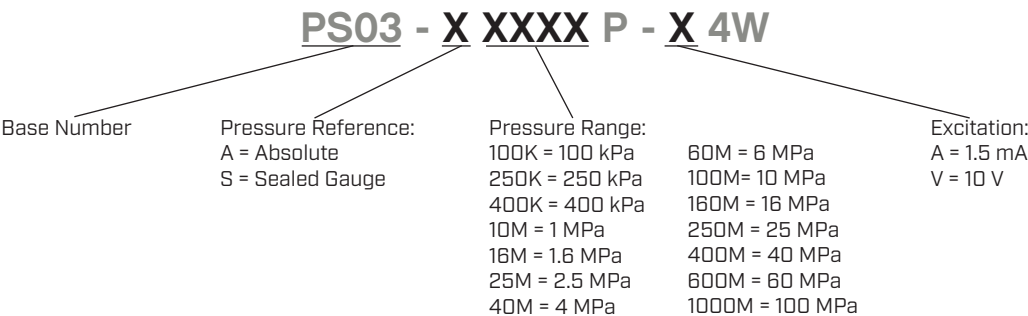 PS03 - X XXXX P - X 4W
Base Number
Pressure Reference:
A = Absolute
S = Sealed Gauge
Pressure Range:
100K = 100 kPa
250K = 250 kPa
400K = 400 kPa
10M = 1 MPa
16M = 1.6 MPa
25M = 2.5 MPa
40M = 4 MPa
60M = 6 MPa
100M= 10 MPa
160M = 16 MPa
250M = 25 MPa
400M = 40 MPa
600M = 60 MPa
1000M = 100 MPa
Excitation:
A = 1.5 mA
V = 10 V